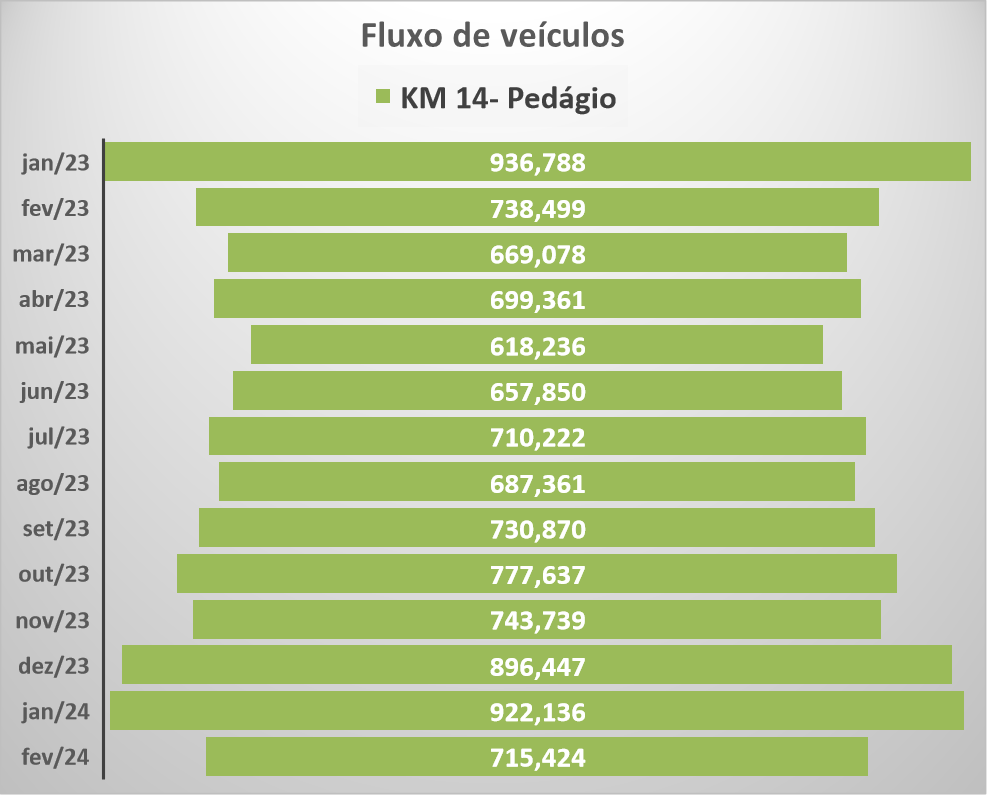 Fluxo de veículos
KM 14- Pedágio
jan/23 936,788
fev/23 738,499
mar/23 669,078
abr/23 699,361
mai/23 618,236
jun/23 657,850
jul/23 710,222
ago/23 687,361
set/23 730,870
out/23 777,637
nov/23 743,739
dez/23 896,447
jan/24 922,136
fev/24 715,424